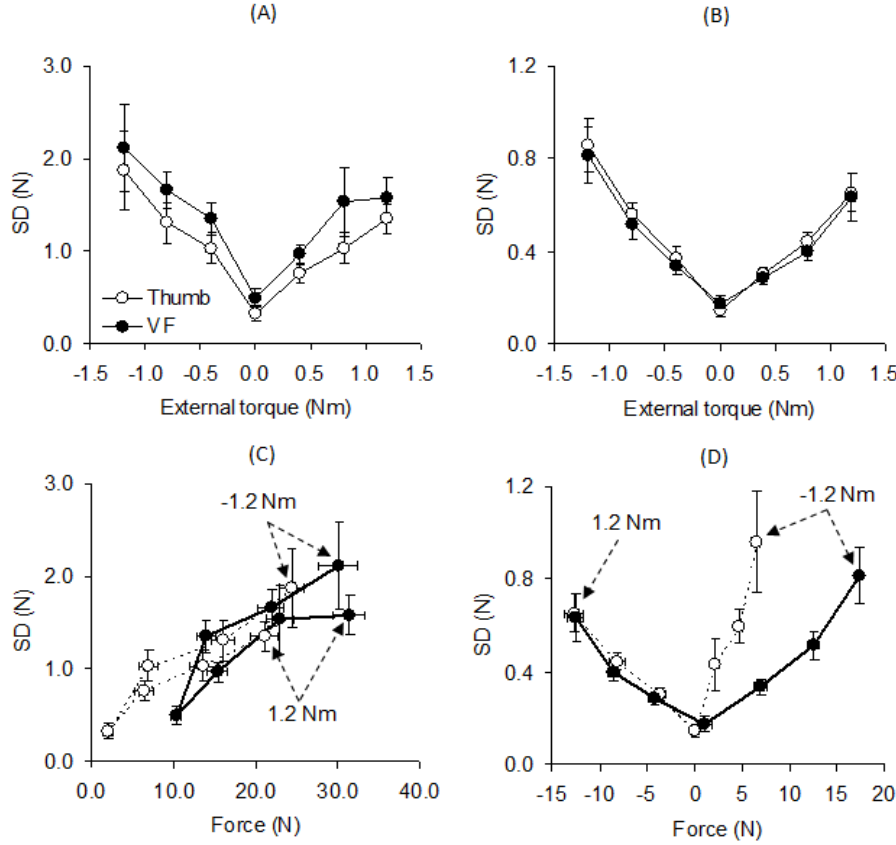 (A)
3.0
2.0
1.0
0.0
SD (N)
Thumb
VF
-1.5 -1.0 -0.5 0.0 0.5 1.0 1.5
External torque (Nm)
(B)
1.2
0.8
0.4
0.0
SD (N)
-1.5 -1.0 -0.5 0.0 0.5 1.0 1.5
External torque (Nm)
(C)
3.0
2.0
1.0
0.0
SD (N)
-1.2 Nm
1.2 Nm
0.0 10.0 20.0 30.0 40.0
Force (N)
(D)
1.2
0.8
0.4
0.0
SD (N)
-1.2 Nm
1.2 Nm
-15 -10 -5 0 5 10 15 20
Force (N)